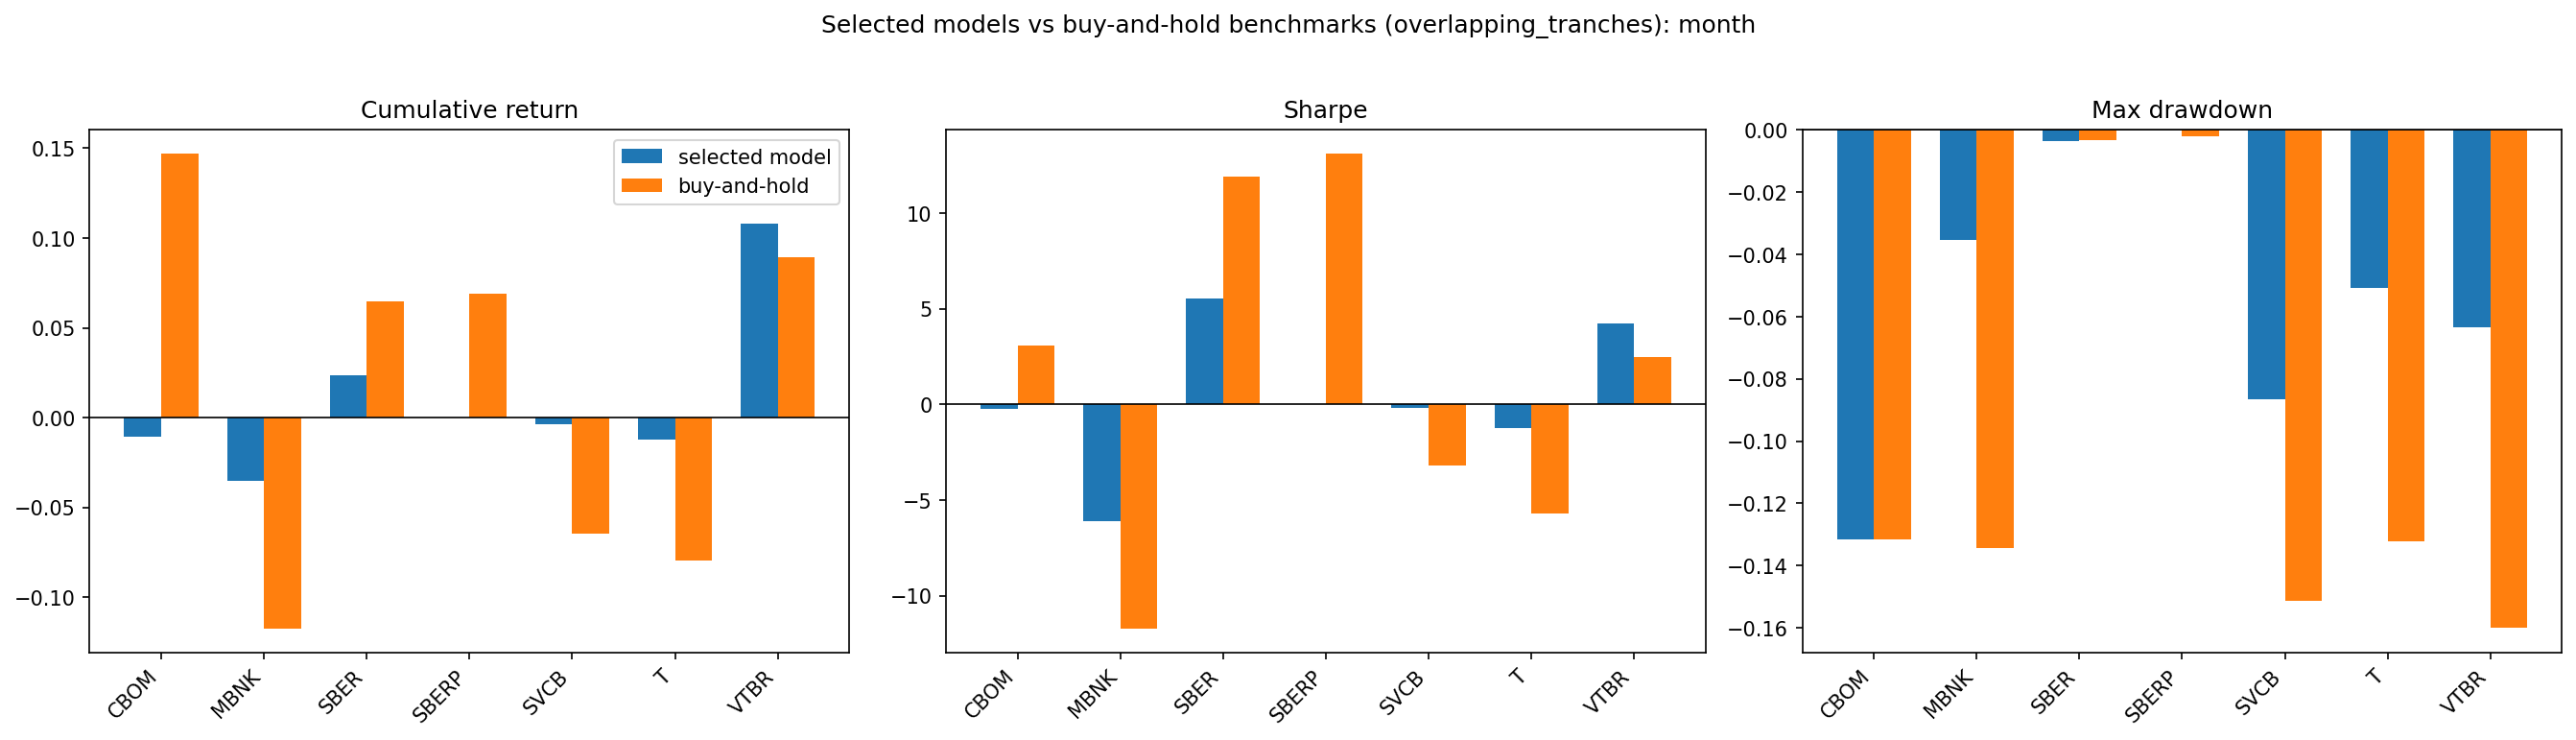 Selected models vs buy-and-hold benchmarks (overlapping_tranches): month
Cumulative return
0.15
0.10
0.05
0.00
−0.05
−0.10
selected model
buy-and-hold
CBOM
MBNK
SBER
SBERP
SVCB
T
VTBR
Sharpe
10
5
0
−5
−10
CBOM
MBNK
SBER
SBERP
SVCB
T
VTBR
Max drawdown
0.00
−0.02
−0.04
−0.06
−0.08
−0.10
−0.12
−0.14
−0.16
CBOM
MBNK
SBER
SBERP
SVCB
T
VTBR